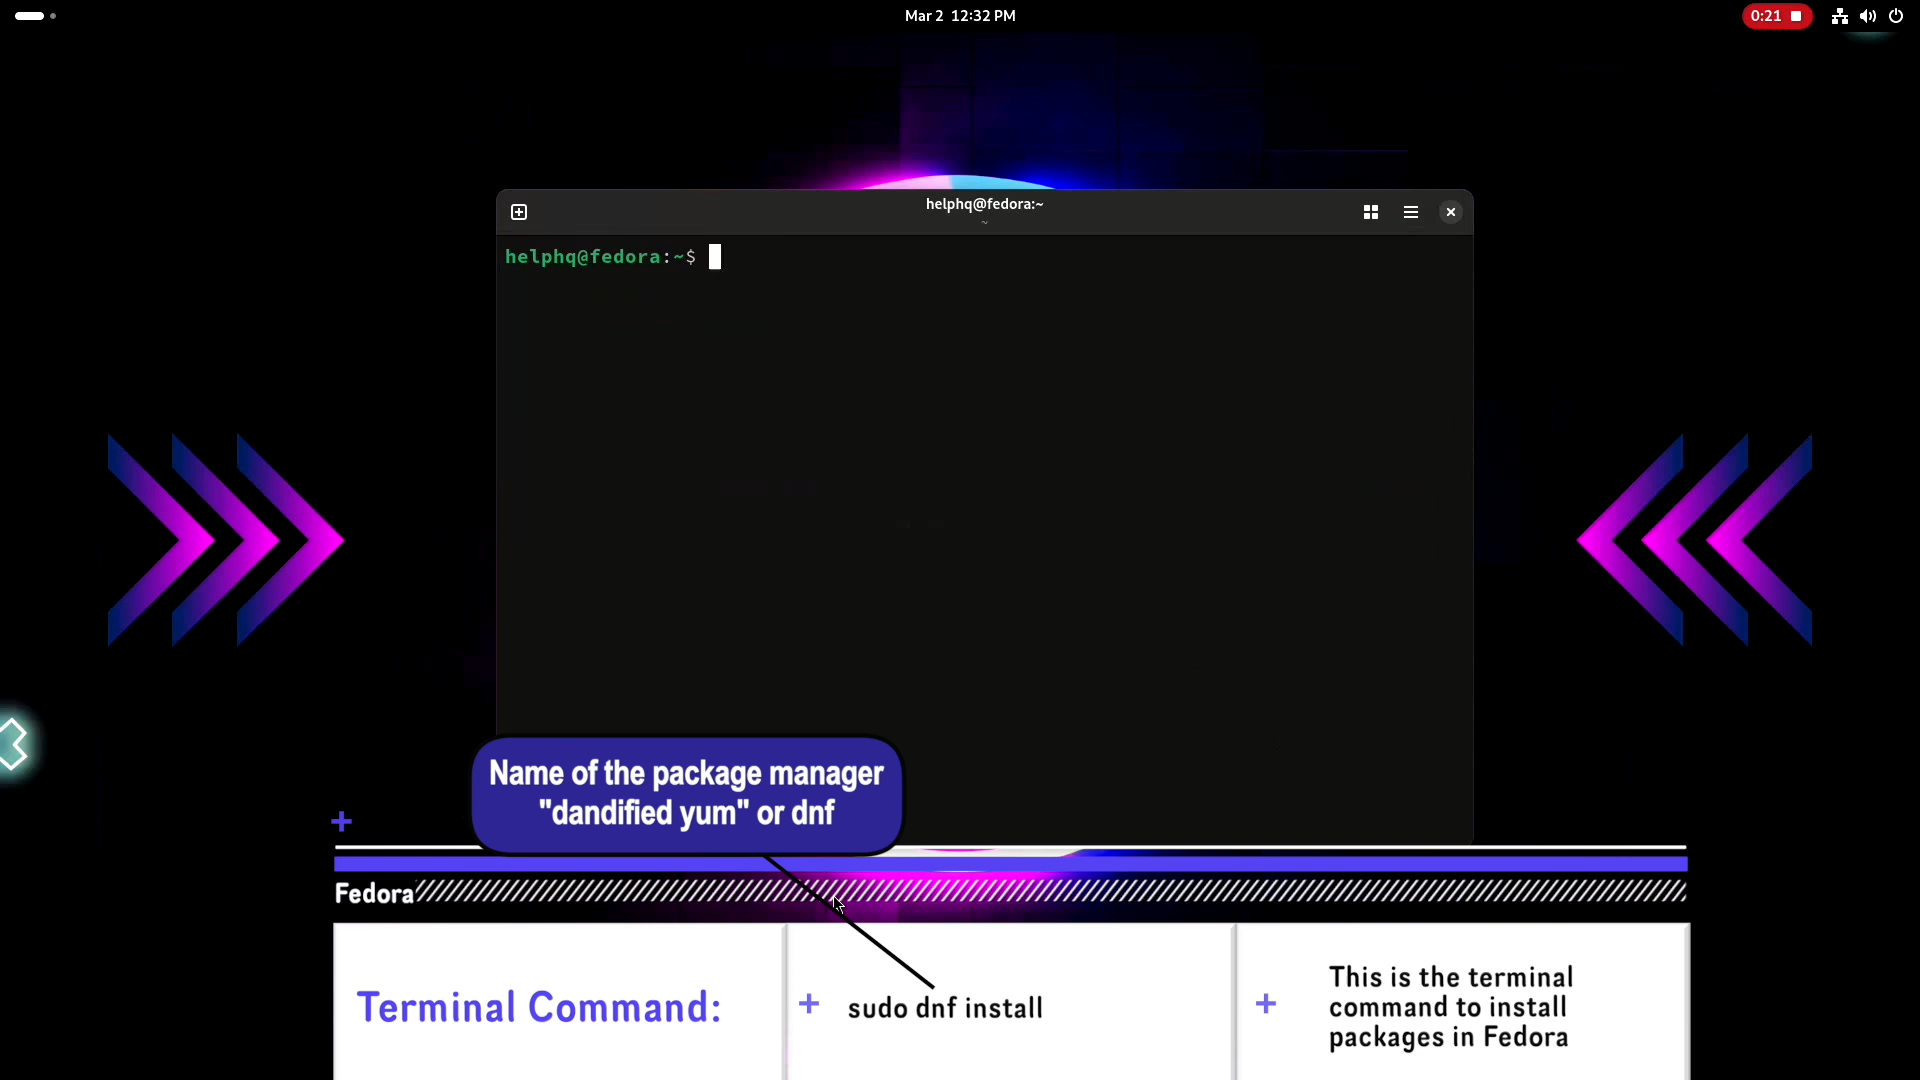 Mar 2 12:32 PM
0:21
helphq@fedora:~
~
helphq@fedora:~$
Name of the package manager
"dandified yum" or dnf
Fedora
Terminal Command:
+ sudo dnf install
+ This is the terminal
command to install
packages in Fedora